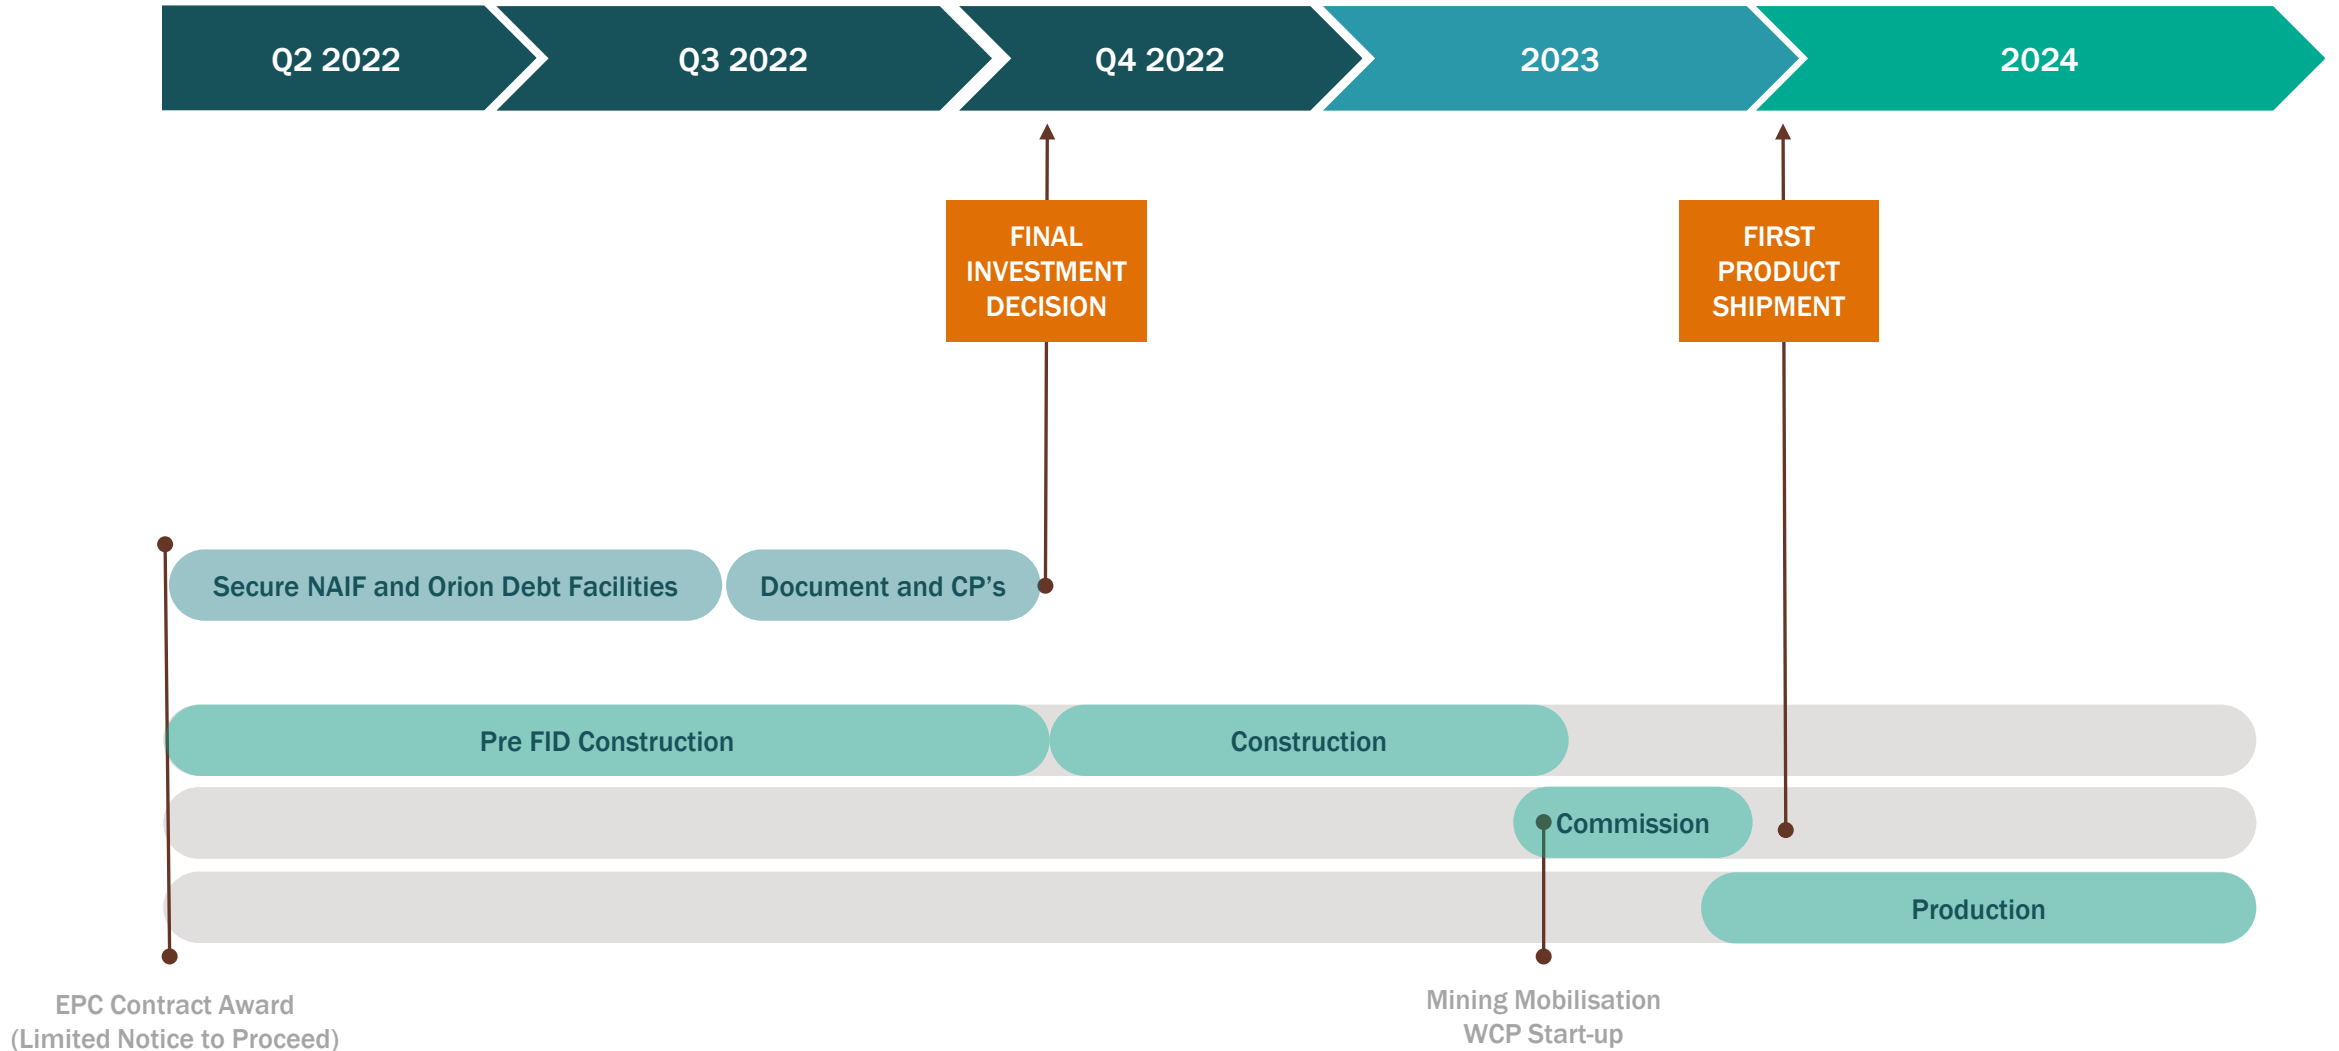 Q2 2022
Q3 2022
Q4 2022
2023
2024
FINAL
INVESTMENT
DECISION
FIRST
PRODUCT
SHIPMENT
Secure NAIF and Orion Debt Facilities
Document and CP’s
Pre FID Construction
Construction
Commission
Production
EPC Contract Award
(Limited Notice to Proceed)
Mining Mobilisation
WCP Start-up